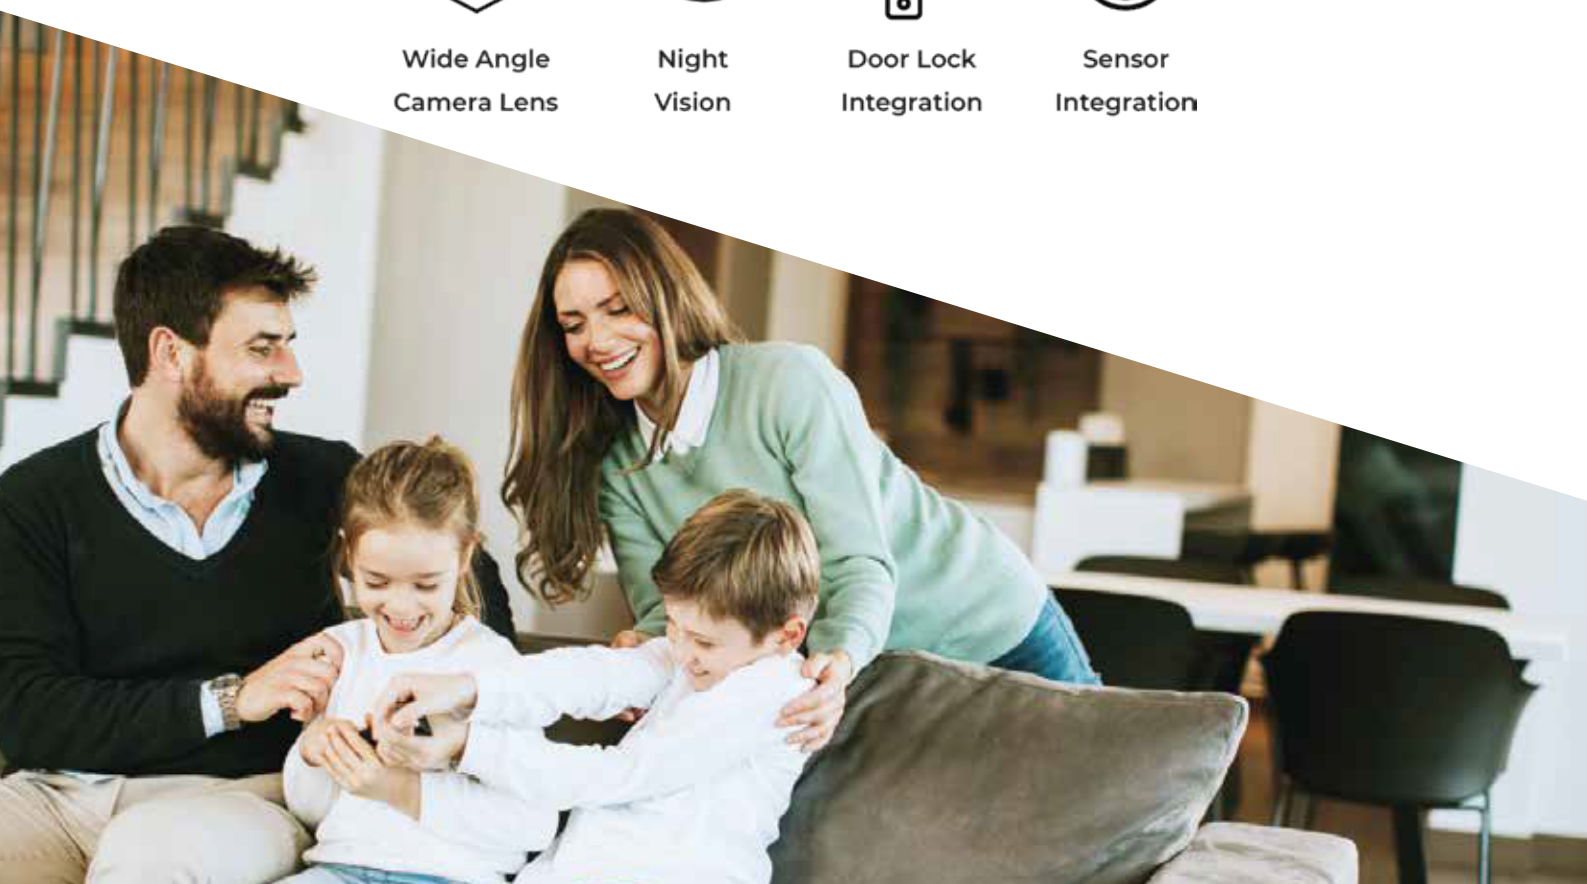 Wide Angle
Camera Lens
Night
Vision
Door Lock
Integration
Sensor
Integration